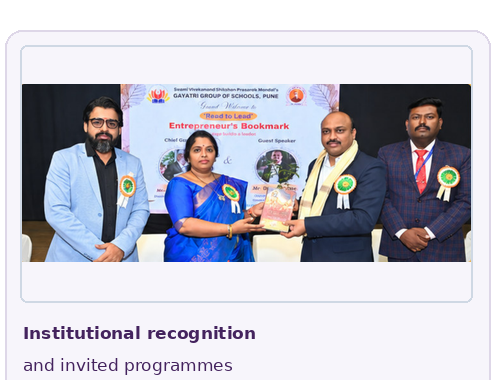 Swami Vivekanand Shikshan Prasarak Mandal's
GAYATRI GROUP OF SCHOOLS, PUNE
Grand Welcome to
"Read to Lead"
Entrepreneur's Bookmark
Chief
&
Guest Speaker
Institutional recognition
and invited programmes